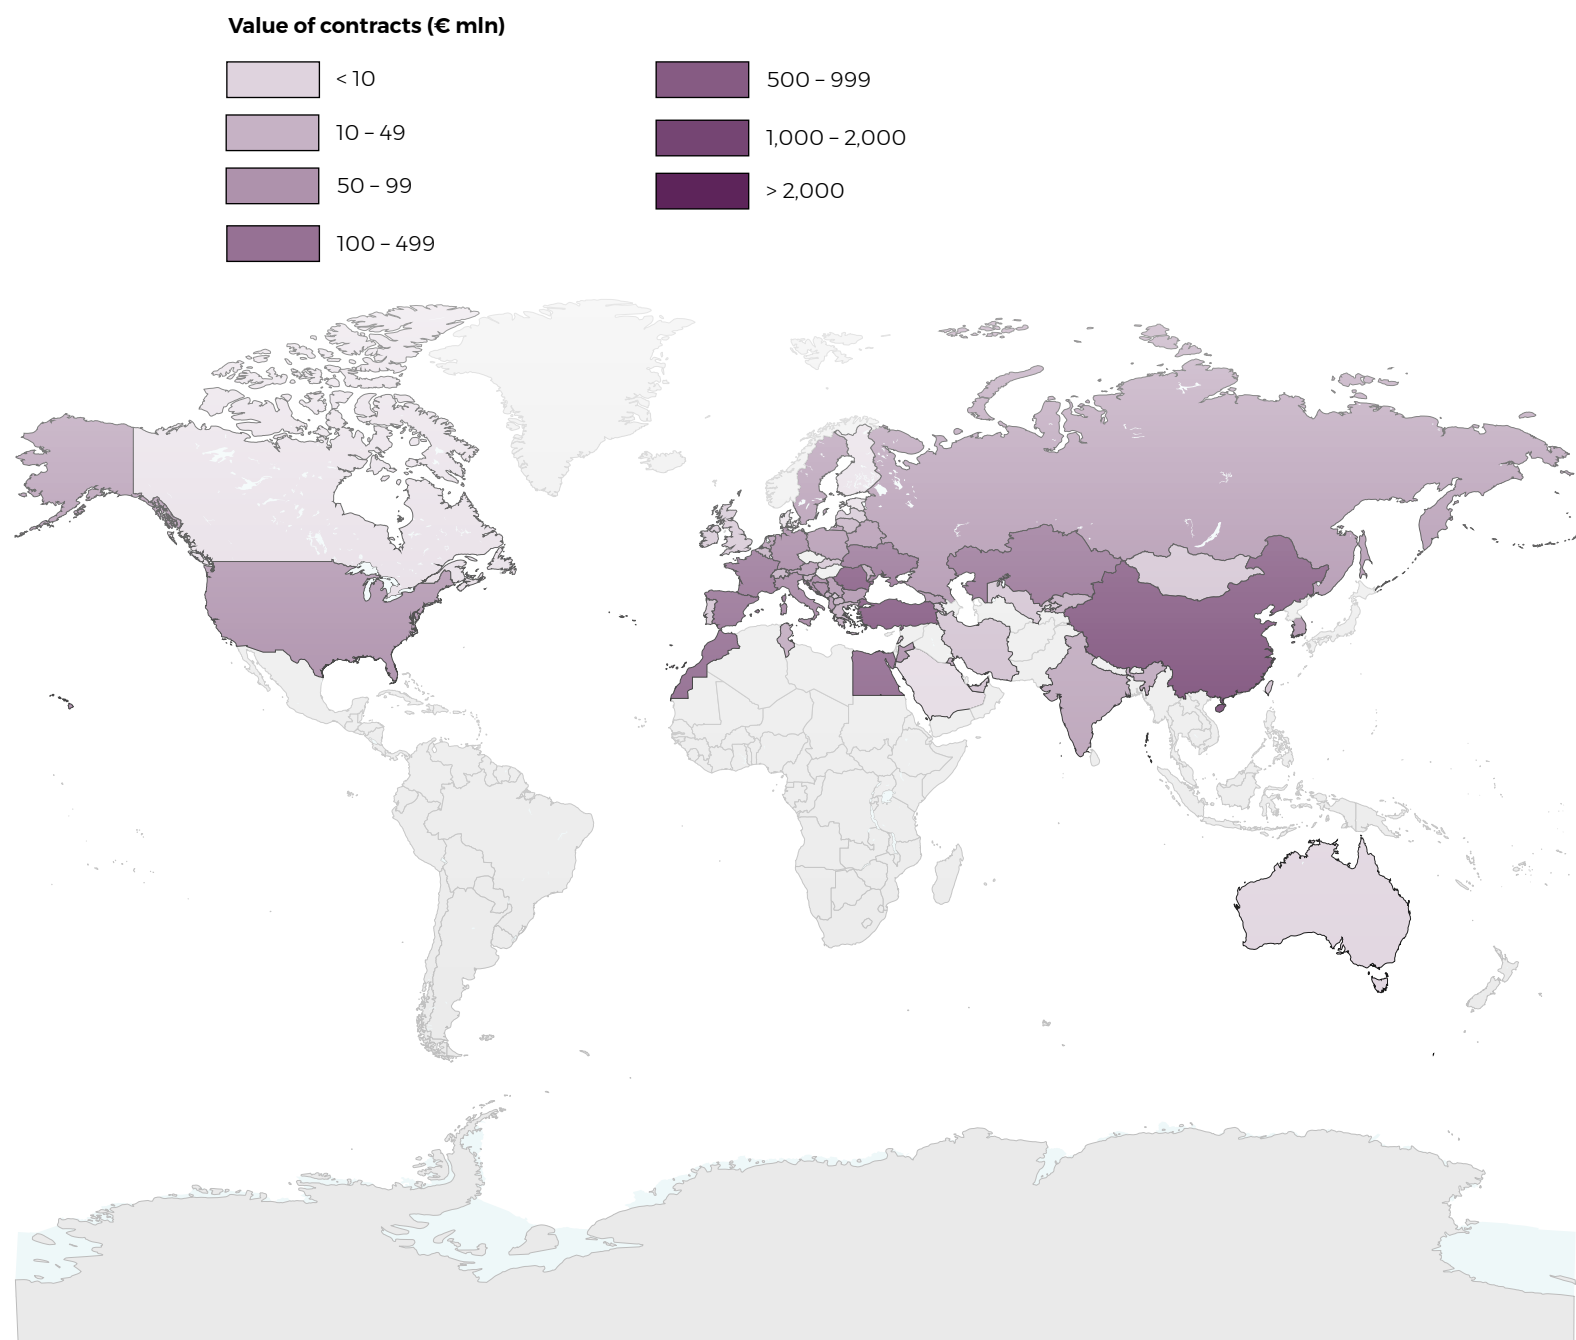 Value of contracts (€ mln)
< 10
10 – 49
50 – 99
100 – 499
500 – 999
1,000 – 2,000
> 2,000